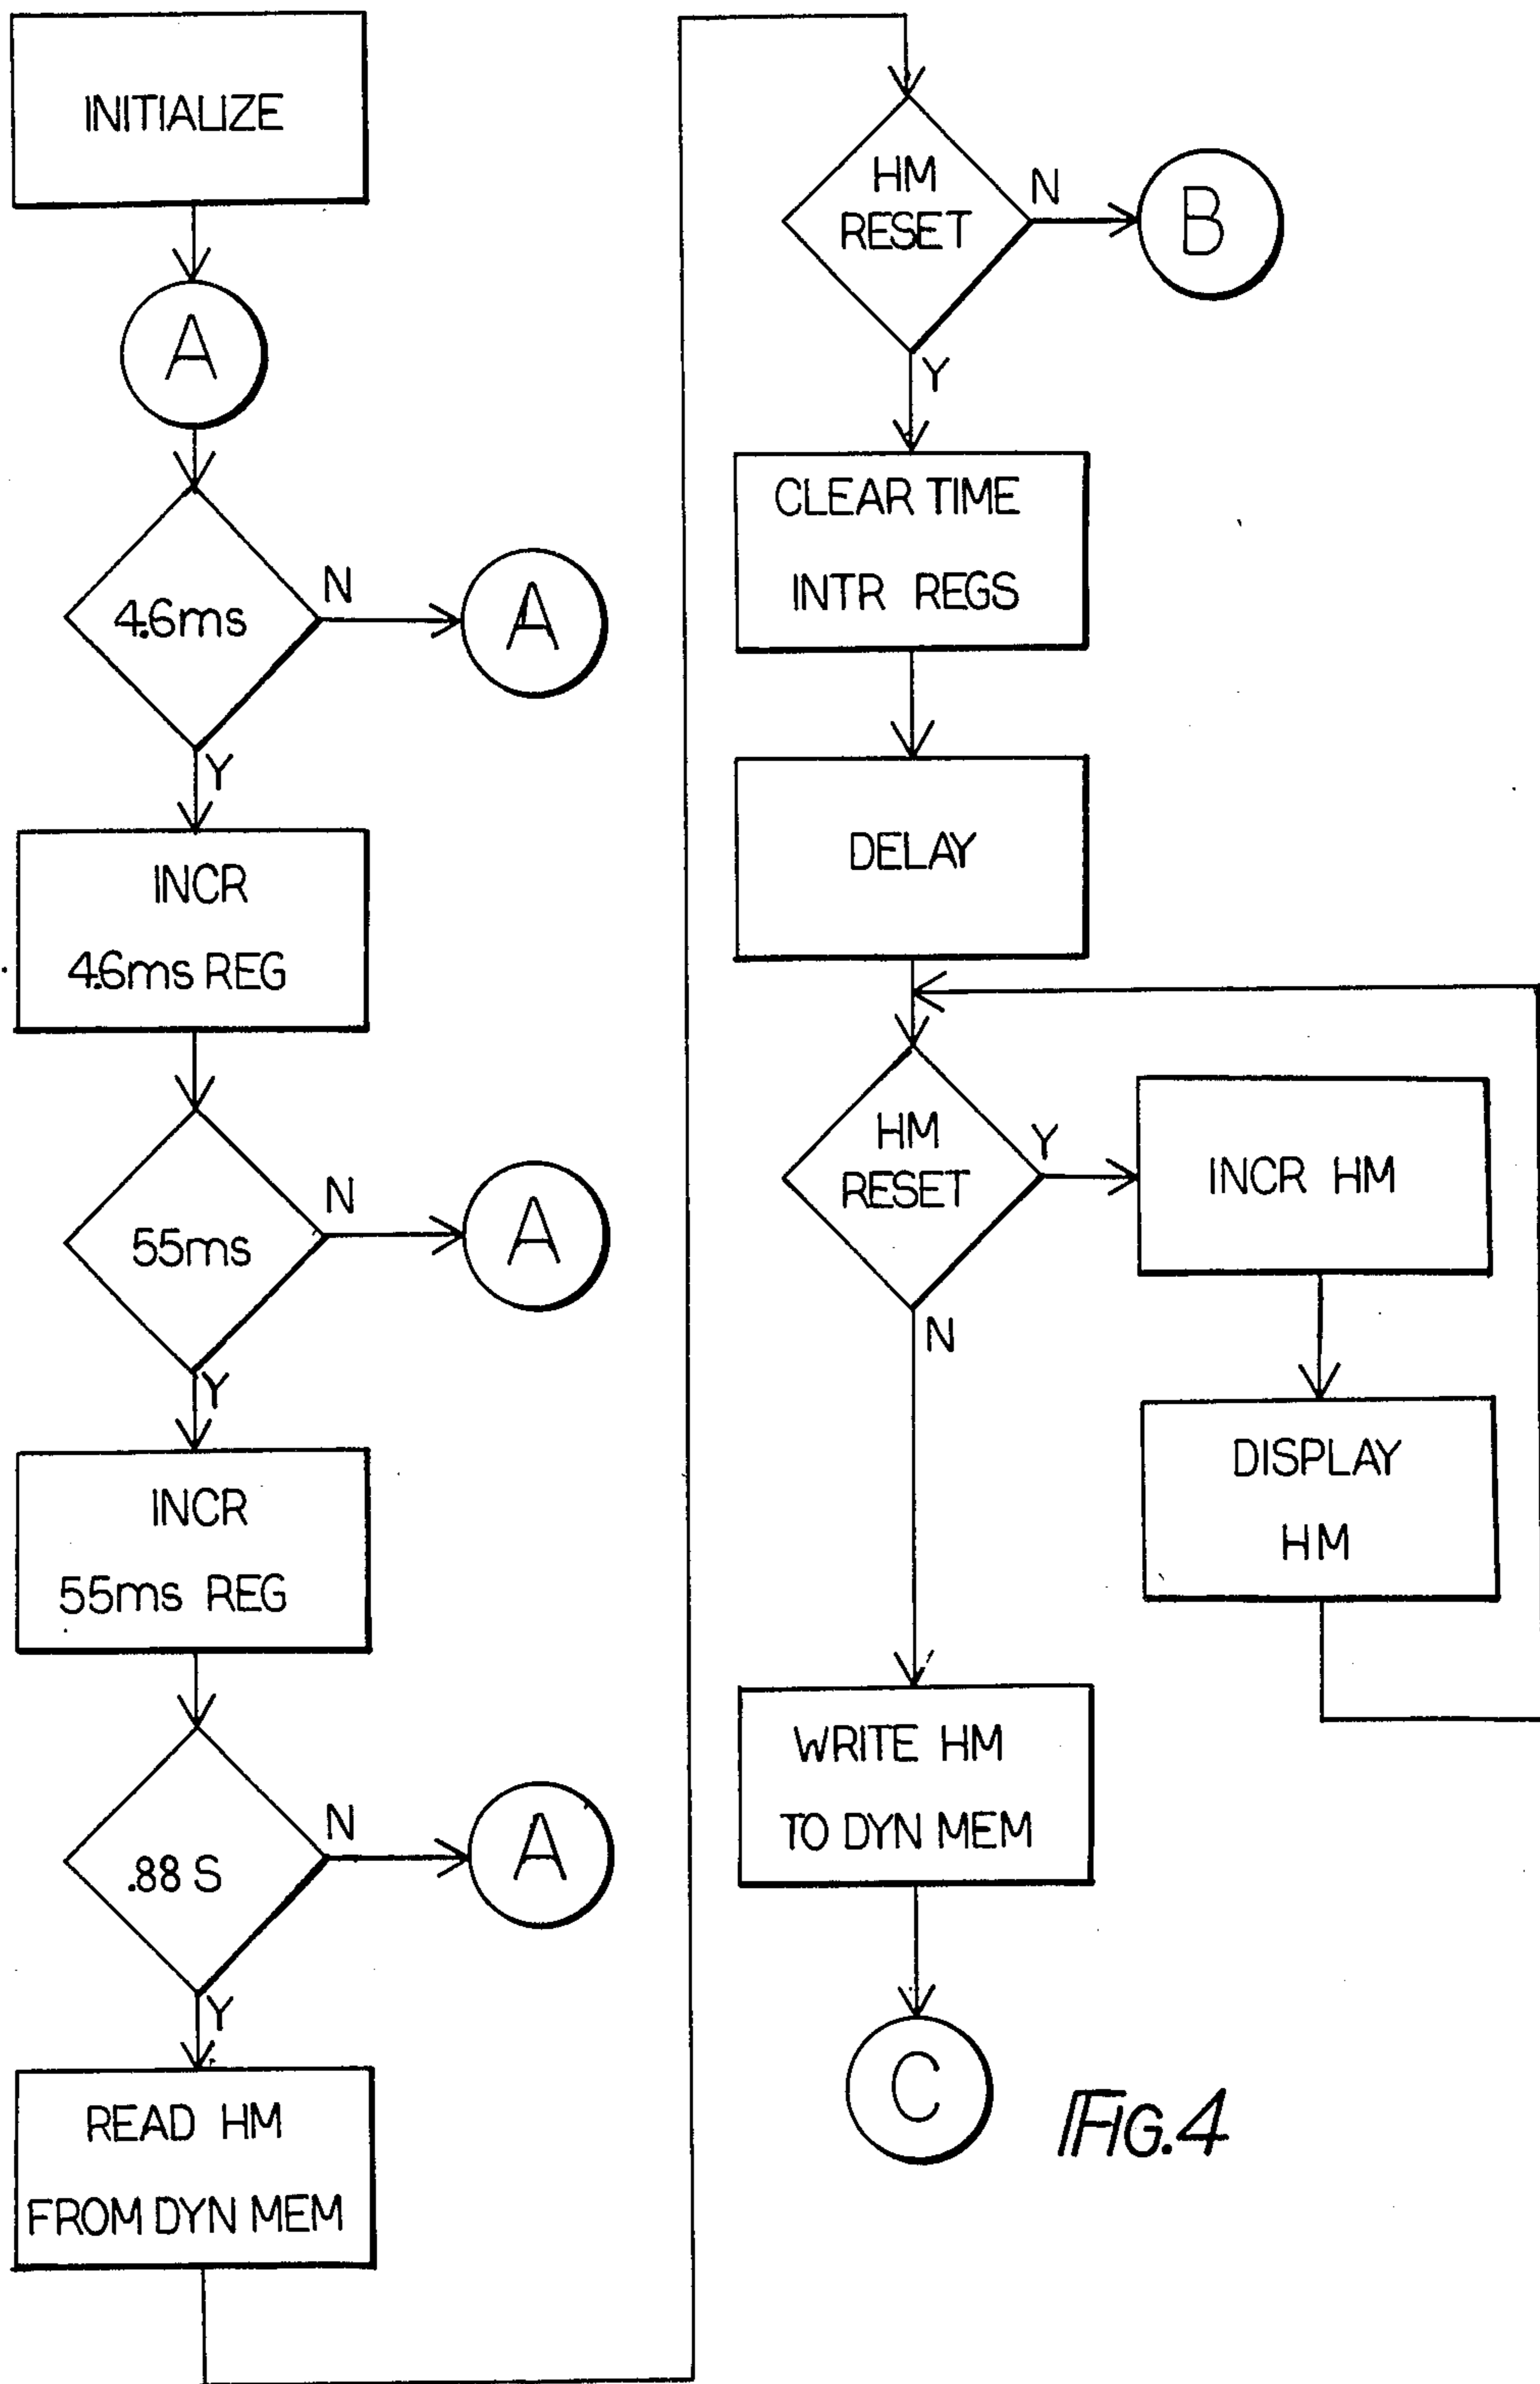 INITIALIZE
A
4.6ms
N
A
Y
INCR
4.6ms REG
55ms
N
A
Y
INCR
55ms REG
.88 S
N
A
Y
READ HM
FROM DYN MEM
HM
RESET
N
B
Y
CLEAR TIME
INTR REGS
DELAY
HM
RESET
Y
INCR HM
DISPLAY
HM
N
WRITE HM
TO DYN MEM
C
FIG.4